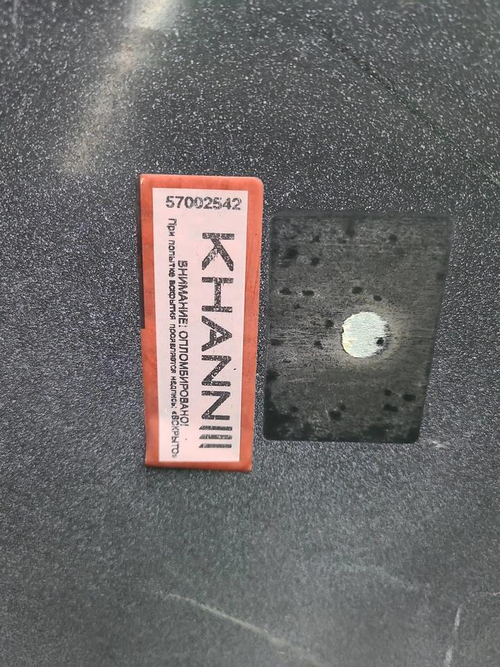 57002542
KHANN
ВНИМАНИЕ: ОПЛОМБИРОВАНО!
При попытке вскрытия проявляется надпись: «ВСКРЫТО»